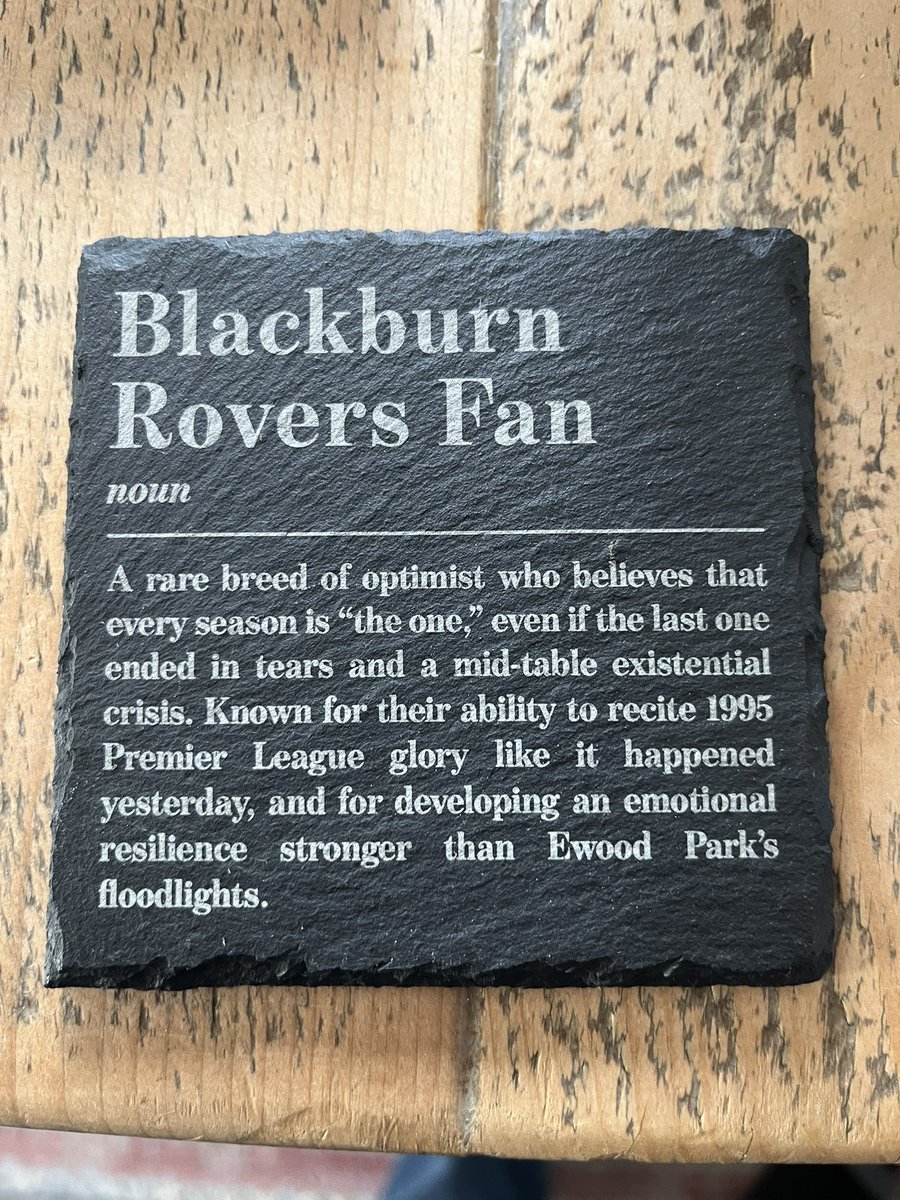 Blackburn
Rovers Fan
noun
A rare breed of optimist who believes that
every season is “the one,” even if the last one
ended in tears and a mid-table existential
crisis. Known for their ability to recite 1995
Premier League glory like it happened
yesterday, and for developing an emotional
resilience stronger than Ewood Park’s
floodlights.